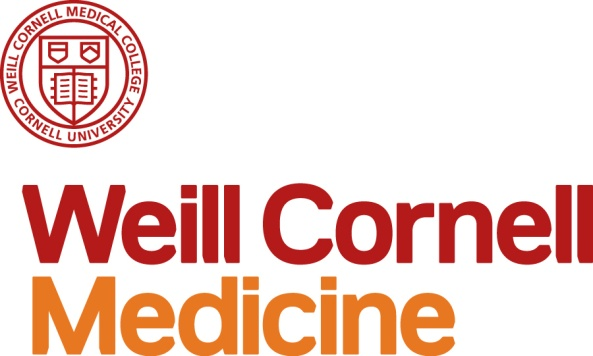 WEILL CORNELL MEDICAL COLLEGE
CORNELL UNIVERSITY
Weill Cornell
Medicine